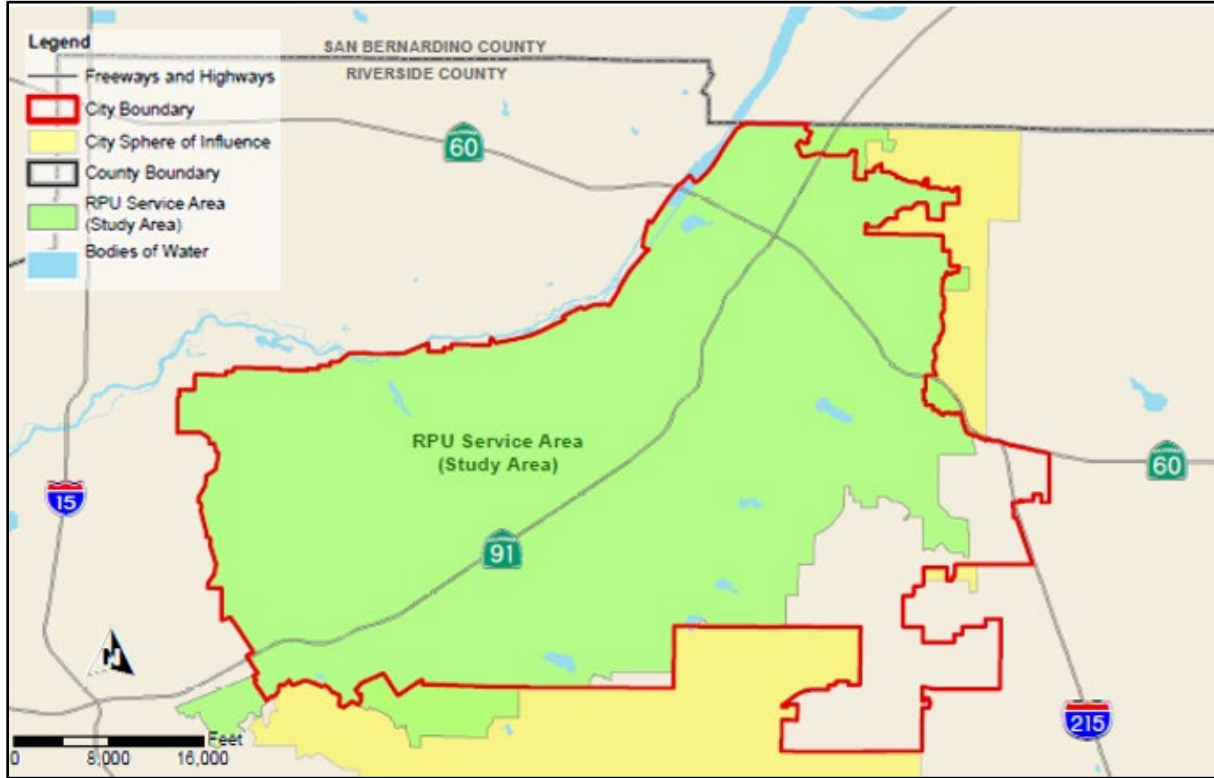 Legend
Freeways and Highways
City Boundary
City Sphere of Influence
County Boundary
RPU Service Area
(Study Area)
Bodies of Water
SAN BERNARDINO COUNTY
RIVERSIDE COUNTY
60
RPU Service Area
(Study Area)
60
15
91
N
215
Feet
0 8,000 16,000